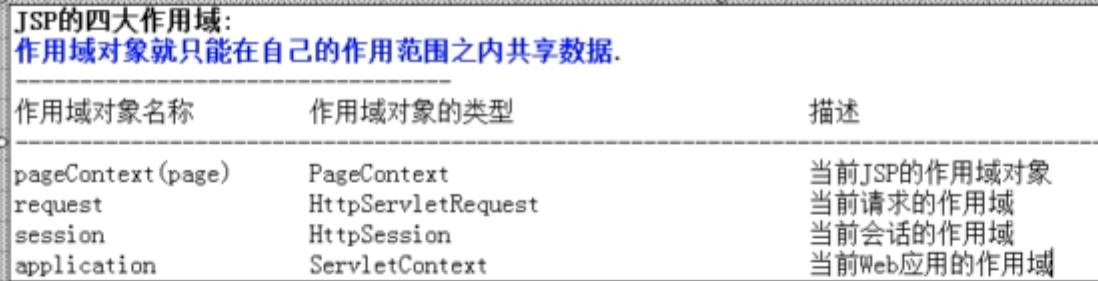 JSP的四大作用域:
作用域对象就只能在自己的作用范围之内共享数据.
----------------------------------
作用域对象名称 作用域对象的类型 描述
------------------------------------------------------------------------------------
pageContext(page) PageContext 当前JSP的作用域对象
request HttpServletRequest 当前请求的作用域
session HttpSession 当前会话的作用域
application ServletContext 当前Web应用的作用域